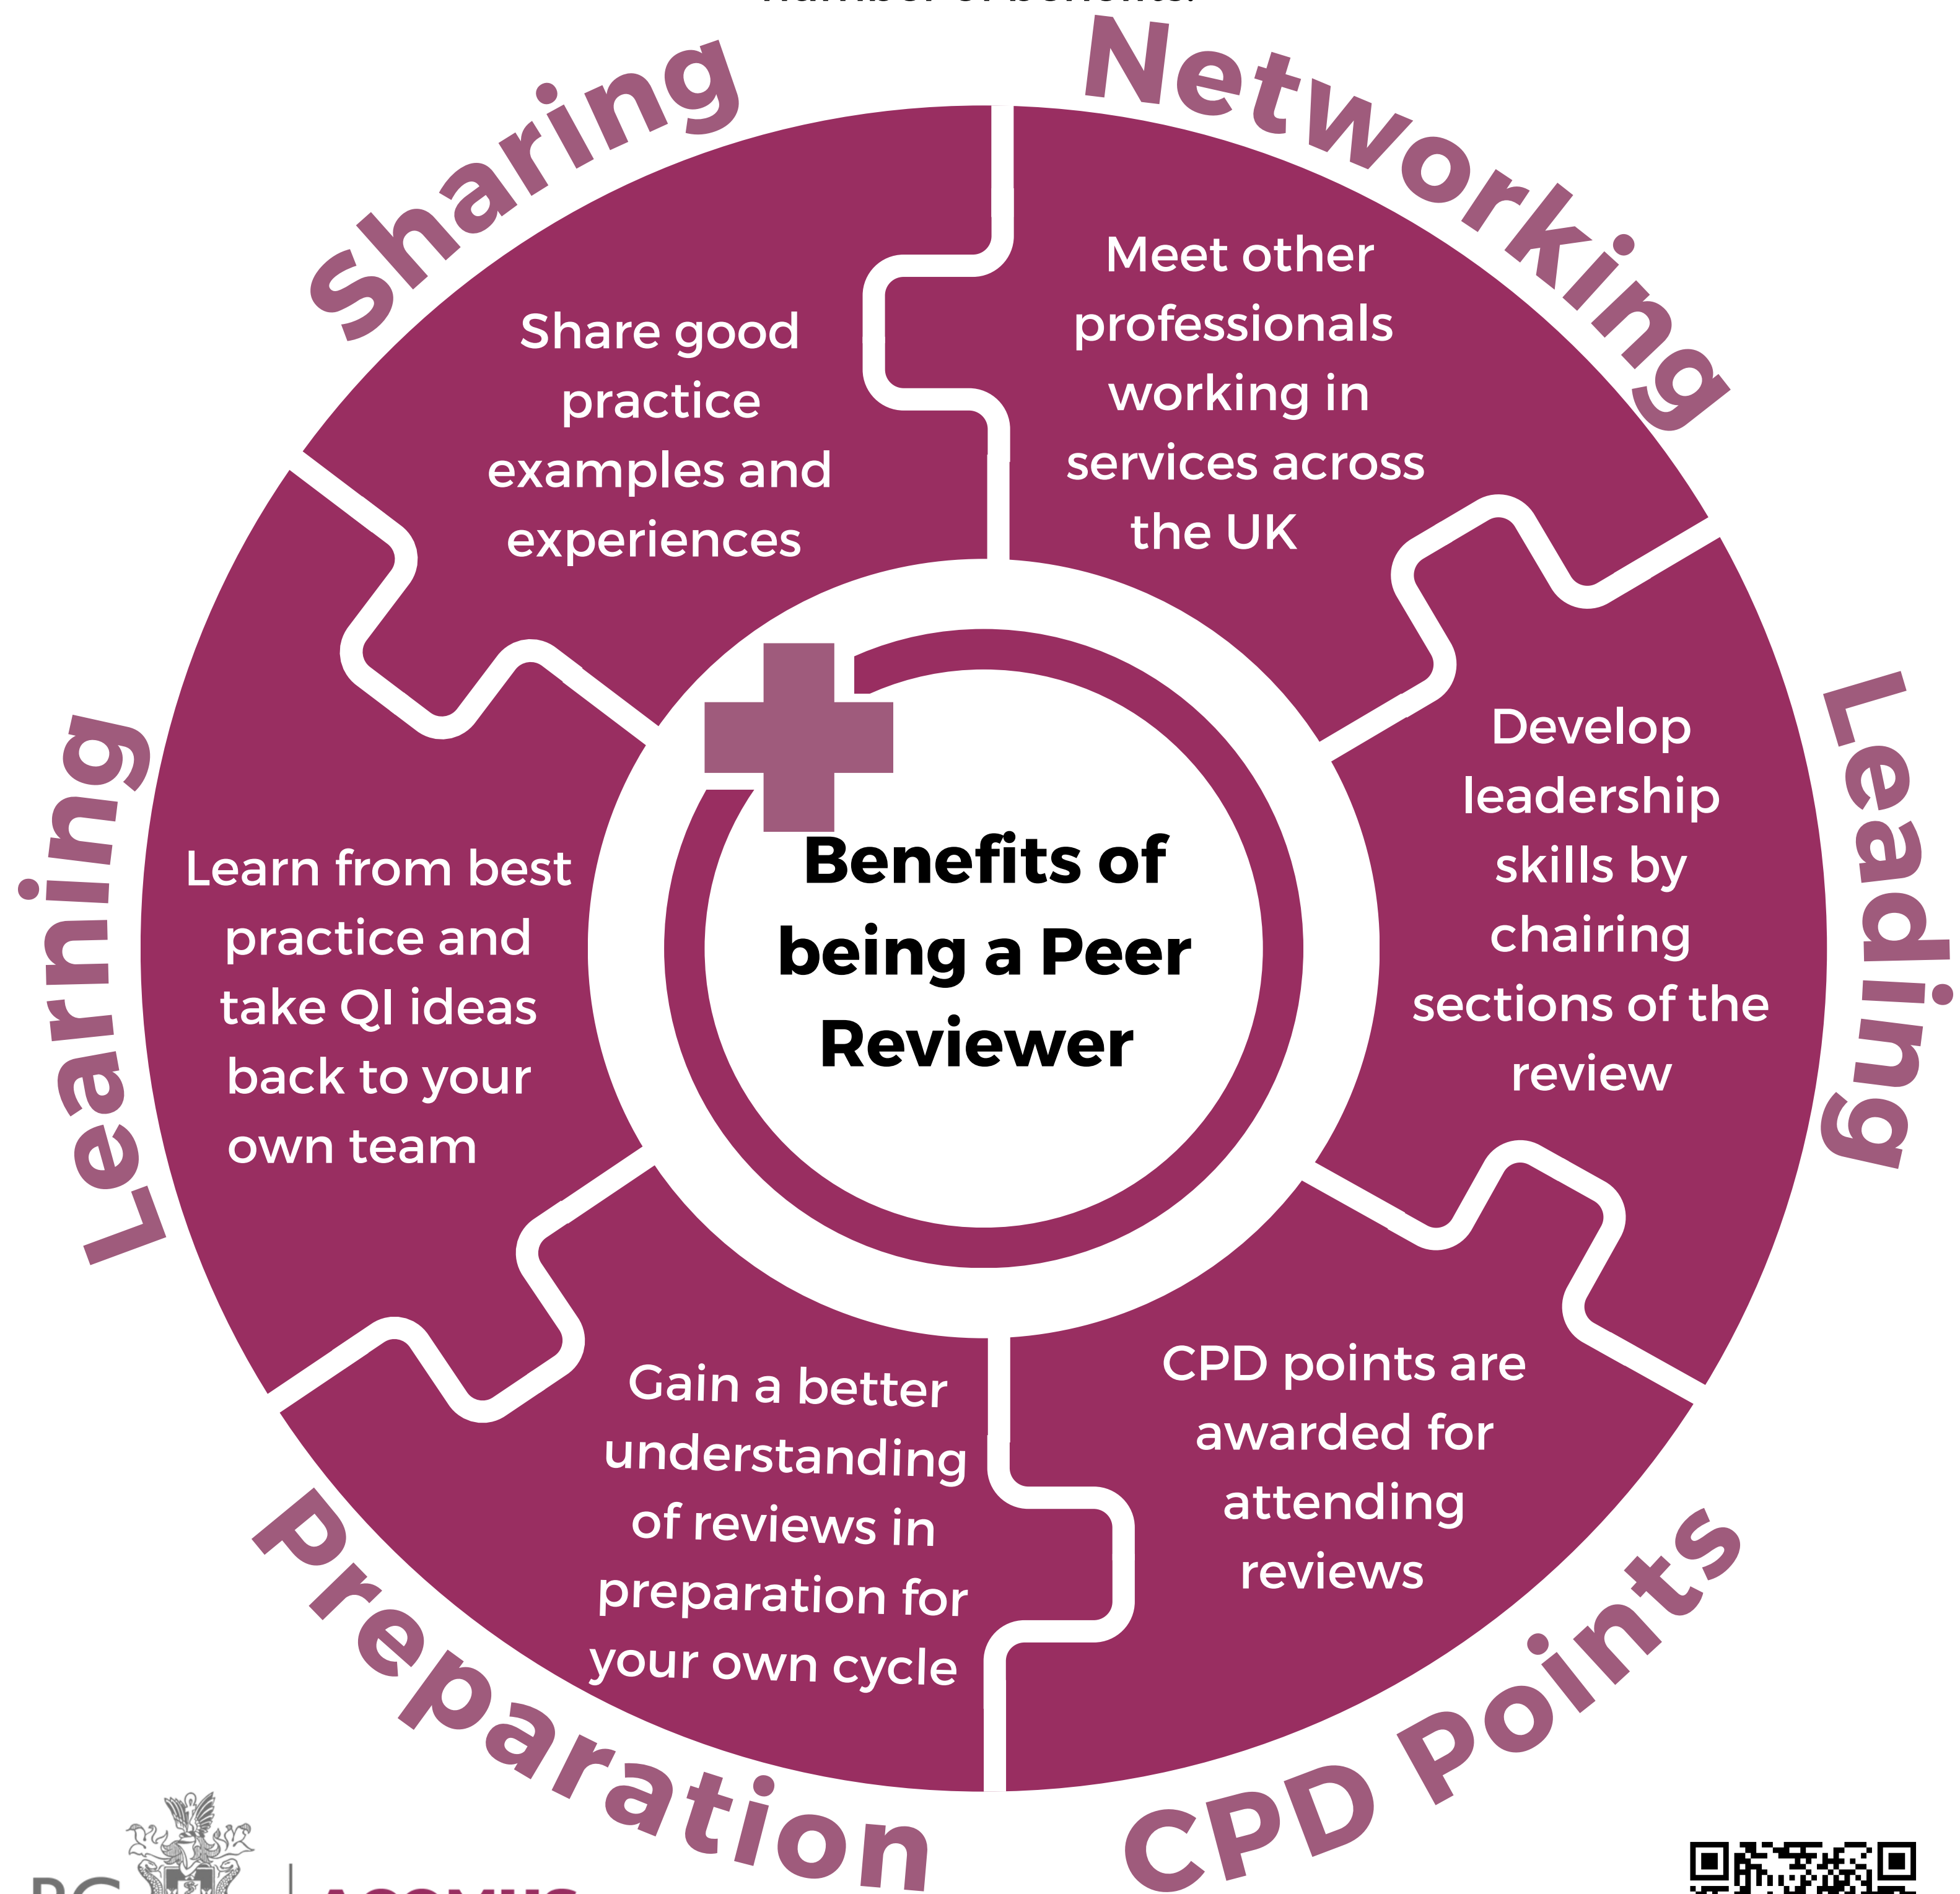 number of benefits:
Sharing
Networking
Share good
practice
examples and
experiences
Meet other
professionals
working in
services across
the UK
Learning
Leading
Learn from best
practice and
take QI ideas
back to your
own team
Benefits of
being a Peer
Reviewer
Develop
leadership
skills by
chairing
sections of the
review
Gain a better
understanding
of reviews in
preparation for
your own cycle
CPD points are
awarded for
attending
reviews
Preparation
CPD Points